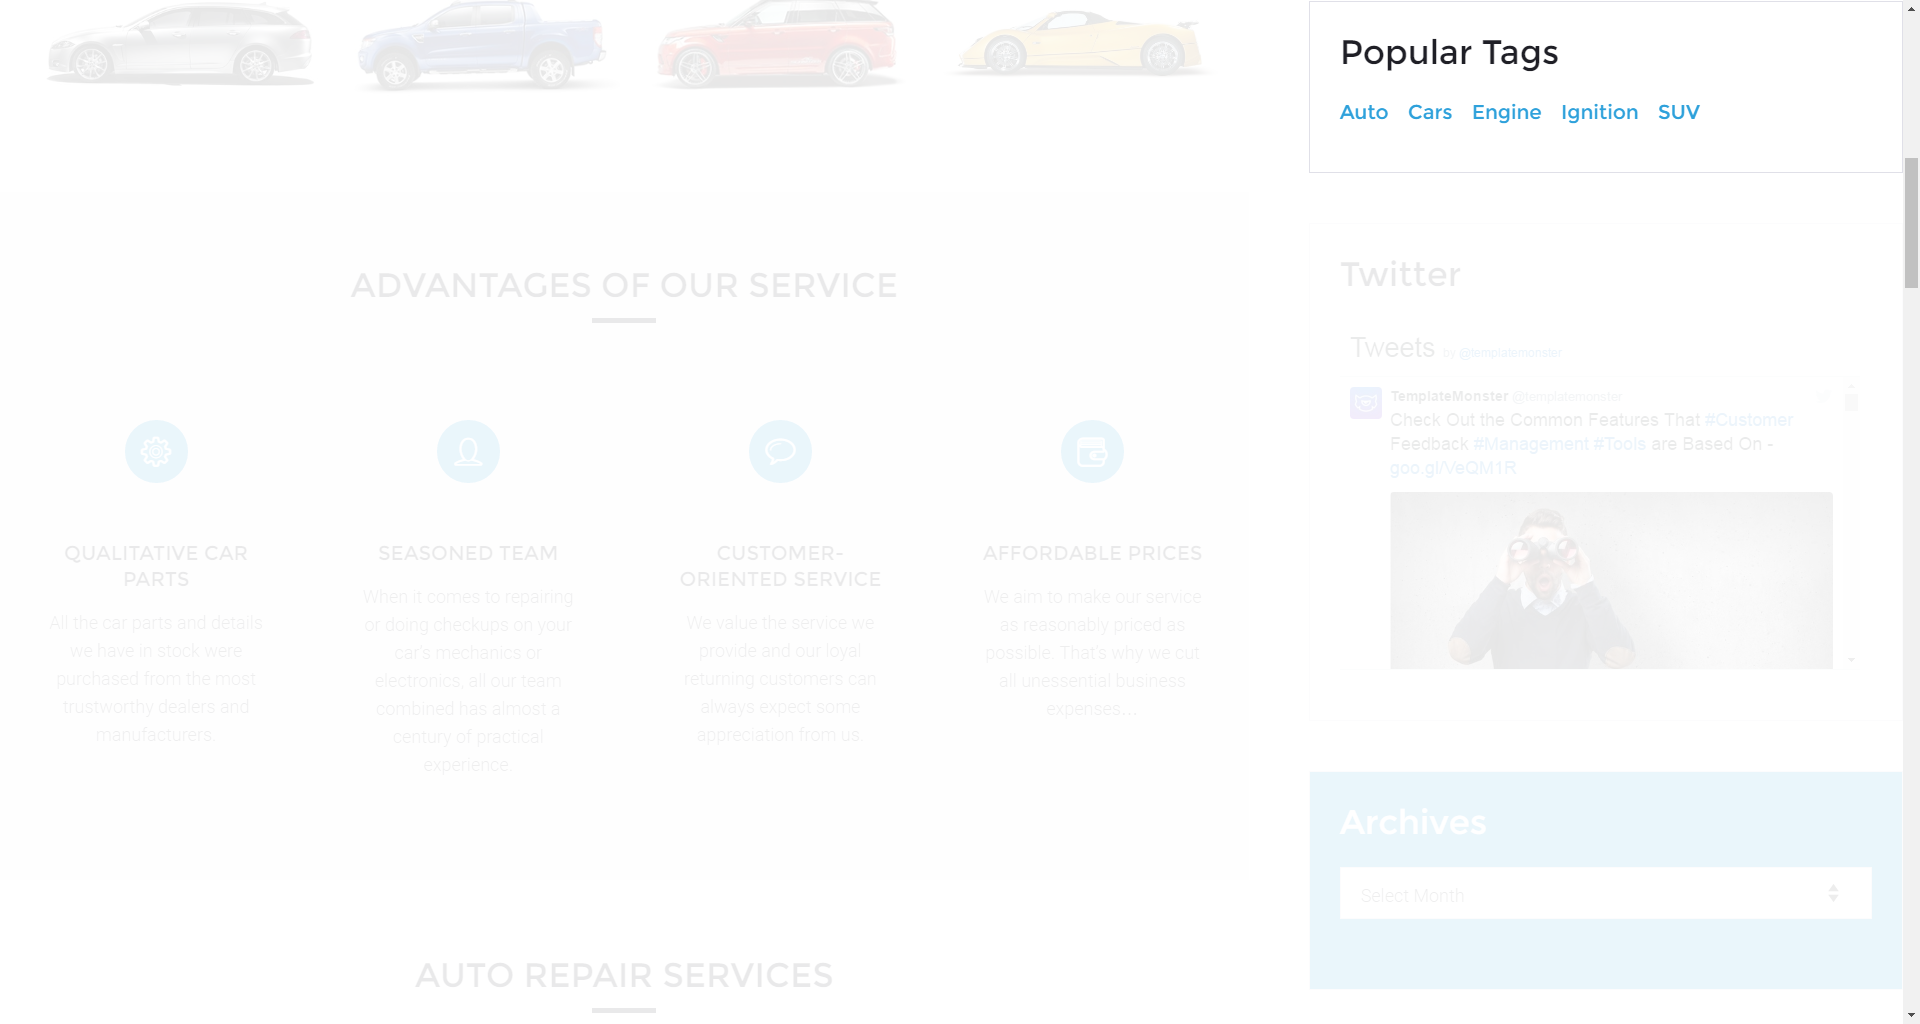 Popular Tags
Auto Cars Engine Ignition SUV
ADVANTAGES OF OUR SERVICE
QUALITATIVE CAR
PARTS
All the car parts and details
we have in stock were
purchased from the most
trustworthy dealers and
manufacturers.
SEASONED TEAM
When it comes to repairing
or doing checkups on your
car's mechanics or
electronics, all our team
combined has almost a
century of practical
experience.
CUSTOMER-
ORIENTED SERVICE
We value the service we
provide and our loyal
returning customers can
always expect some
appreciation from us.
AFFORDABLE PRICES
We aim to make our service
as reasonably priced as
possible. That's why we cut
all unessential business
expenses...
Twitter
Tweets by @templatemonster
TemplateMonster @templatemonster
Check Out the Common Features That #Customer
Feedback #Management #Tools are Based On -
goo.gl/VeQM1R
Archives
Select Month
AUTO REPAIR SERVICES